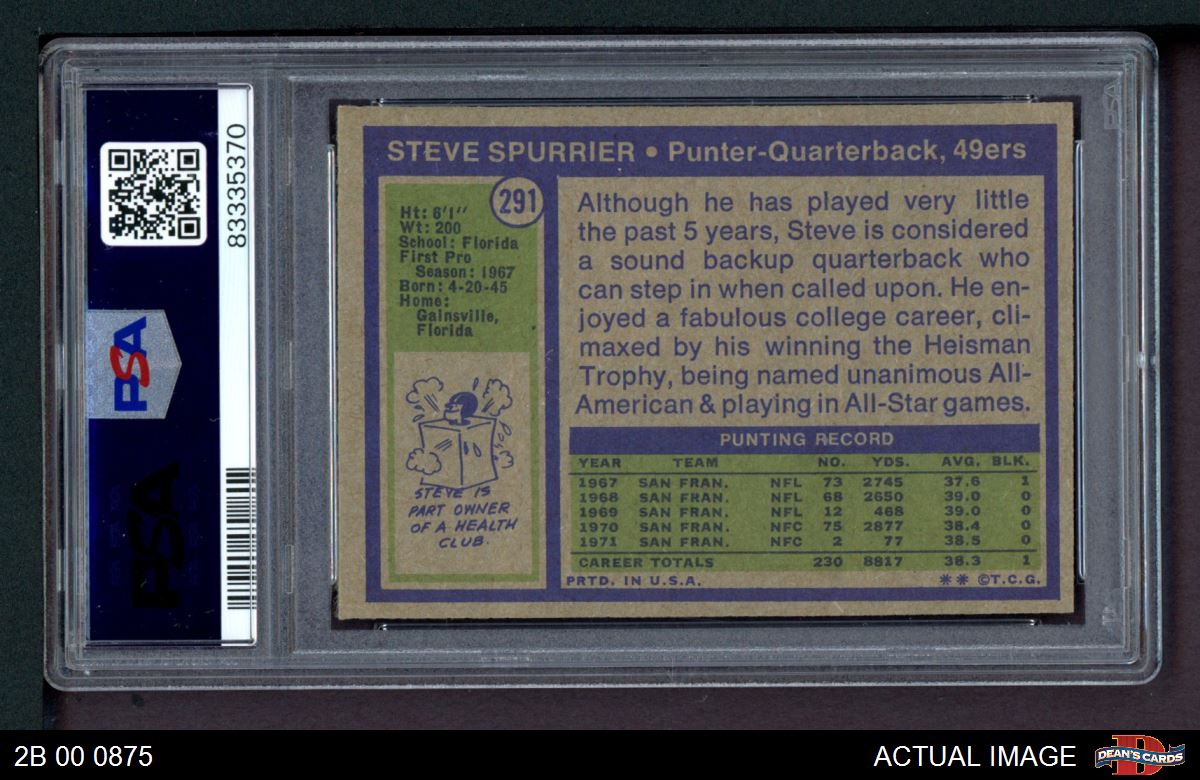 83335370
PSA
PSA
STEVE SPURRIER • Punter-Quarterback, 49ers
291
Ht: 6'1''
Wt: 200
School: Florida
First Pro
Season: 1967
Born: 4-20-45
Home:
Gainsville,
Florida
STEVE IS
PART OWNER
OF A HEALTH
CLUB.
Although he has played very little
the past 5 years, Steve is considered
a sound backup quarterback who
can step in when called upon. He en-
joyed a fabulous college career, cli-
maxed by his winning the Heisman
Trophy, being named unanimous All-
American & playing in All-Star games.
PUNTING RECORD
YEAR TEAM NO. YDS. AVG. BLK.
1967 SAN FRAN. NFL 73 2745 37.6 1
1968 SAN FRAN. NFL 68 2650 39.0 0
1969 SAN FRAN. NFL 12 468 39.0 0
1970 SAN FRAN. NFC 75 2877 38.4 0
1971 SAN FRAN. NFC 2 77 38.5 0
CAREER TOTALS 230 8817 38.3 1
PRTD. IN U.S.A. ** ©T.C.G.
PSA
2B 00 0875
ACTUAL IMAGE
DEAN'S CARDS